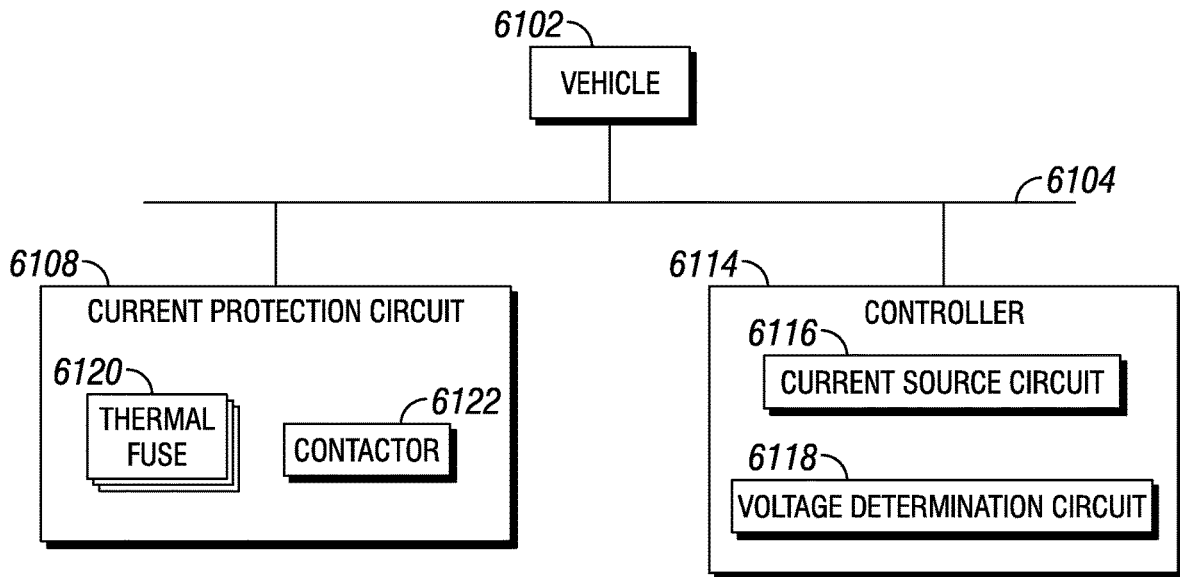 6102
VEHICLE
6104
6108
CURRENT PROTECTION CIRCUIT
6120
THERMAL
FUSE
6122
CONTACTOR
6114
CONTROLLER
6116
CURRENT SOURCE CIRCUIT
6118
VOLTAGE DETERMINATION CIRCUIT